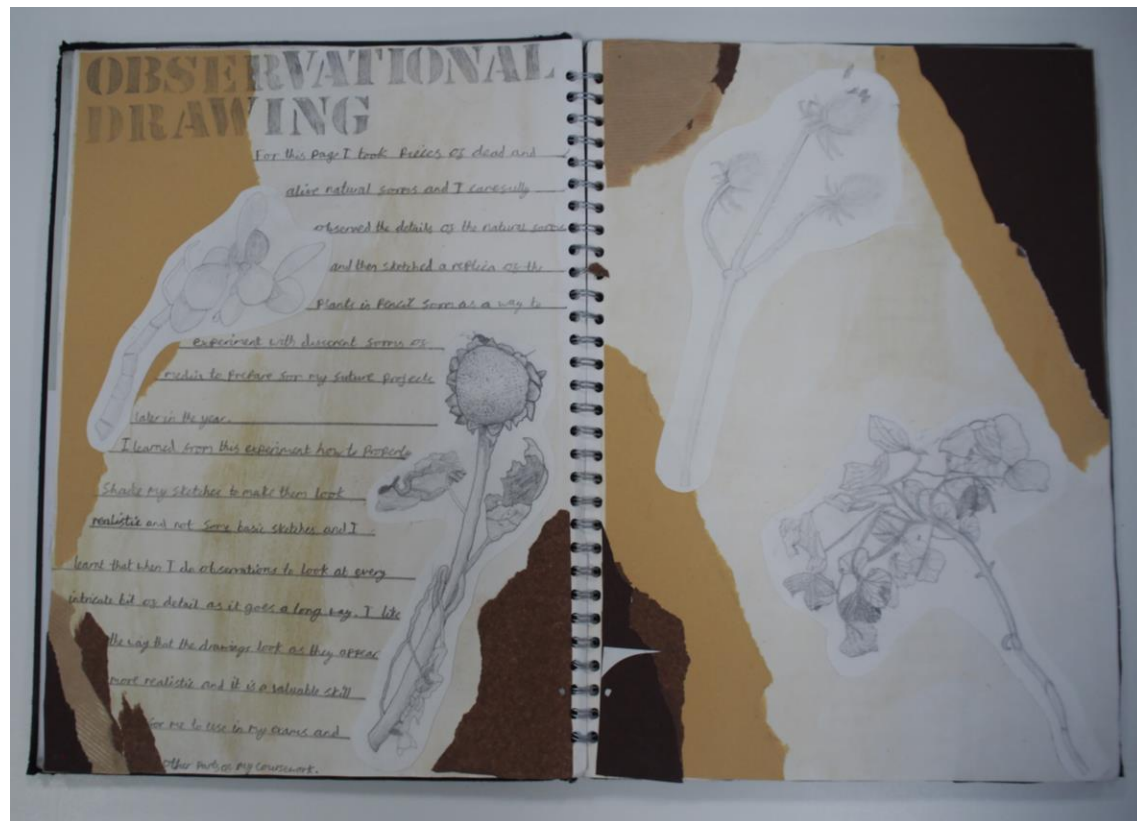 OBSERVATIONAL
DRAWING
For this page I took pieces of dead and
alive natural forms and I carefully
observed the details of the natural forms
and then sketched a replica of the
plants in pencil form as a way to
experiment with different forms of
media to prepare for my future projects
later in the year.
I learned from this experiment how to properly
shade my sketches to make them look
realistic and not some basic sketches and I
learnt that when I do observations to look at every
intricate bit of detail as it goes a long way. I like
the way that the drawings look as they appear
more realistic and it is a valuable skill
for me to use in my exams and
other parts of my coursework.